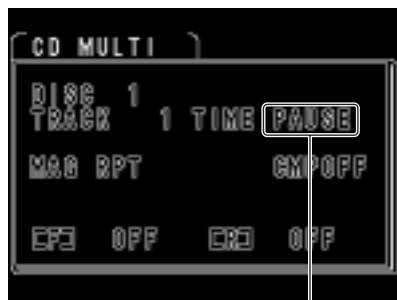 CD MULTI
DISC 1
TRACK 1 TIME PAUSE
MAG RPT CMPOFF
[F] OFF [R] OFF